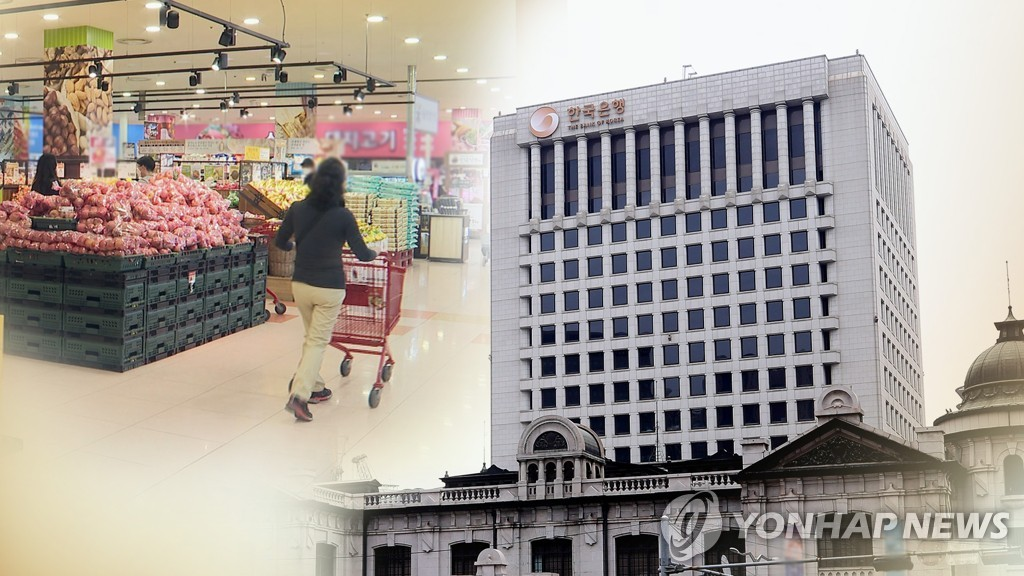 한국은행
THE BANK OF KOREA
YONHAP NEWS